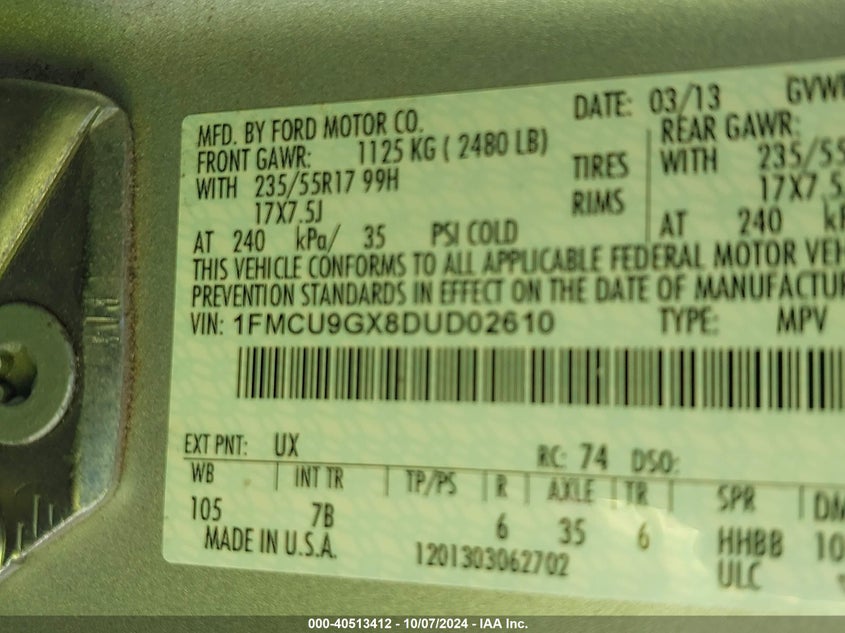 MFD. BY FORD MOTOR CO. DATE: 03/13
FRONT GAWR: 1125 KG ( 2480 LB) REAR GAWR:
WITH 235/55R17 99H TIRES WITH 235/55
17X7.5J RIMS 17X7.5
AT 240 kPa/ 35 PSI COLD AT 240
THIS VEHICLE CONFORMS TO ALL APPLICABLE FEDERAL MOTOR VEH
PREVENTION STANDARDS IN EFFECT ON THE DATE OF MANUFACTUR
VIN: 1FMCU9GX8DUD02610 TYPE: MPV
EXT PNT: UX RC: 74 DSO:
WB INT TR TP/PS R AXLE TR SPR
105 7B 6 35 6 HHBB 10
MADE IN U.S.A. 1201303062702 ULC
000-40513412 - 10/07/2024 - IAA Inc.